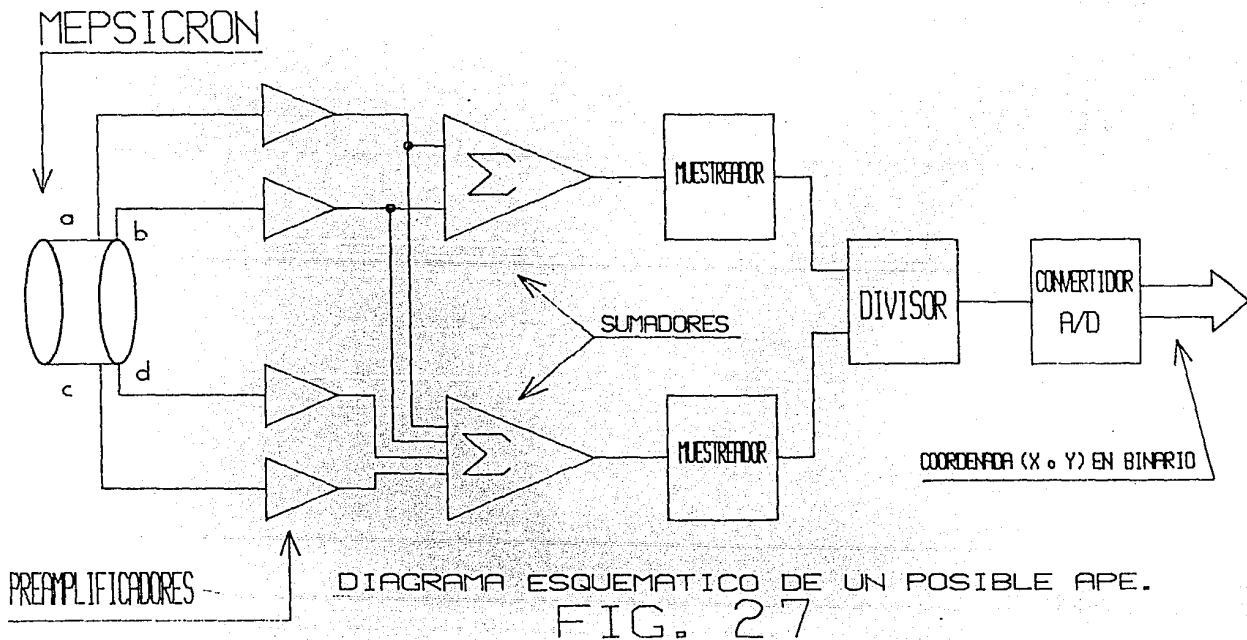 MEPSICRON
a
b
c
d
Σ
MUESTREADOR
SUMADORES
DIVISOR
CONVERTIDOR
A/D
Σ
MUESTREADOR
COORDENADA (X o Y) EN BINARIO
PREAMPLIFICADORES
DIAGRAMA ESQUEMATICO DE UN POSIBLE APE.
FIG. 27